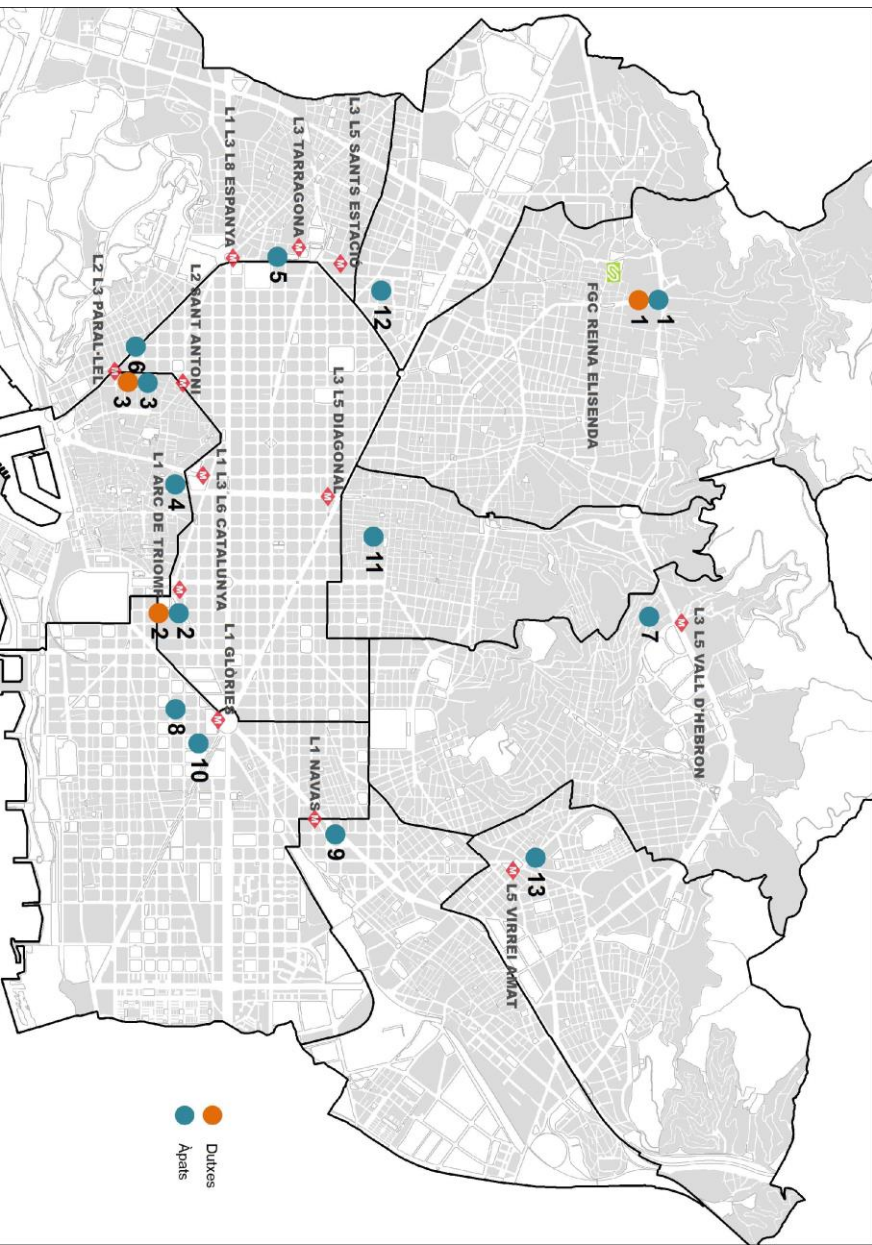 L3 L5 VALL D'HEBRON
1
7
1
FGC REINA ELISENDA
13
L5 VIRREI AMAT
12
11
L3 L5 SANTS ESTACIÓ
L3 L5 DIAGONAL
9
L1 NAVAS
L3 TARRAGONA
5
L1 L3 L8 ESPANYA
L1 GLÒRIES
L1 L3 L6 CATALUNYA
Dutxes
10
L2 SANT ANTONI
Àpats
2
4
8
L1 ARC DE TRIOMF
2
3
6
3
L2 L3 PARAL·LEL